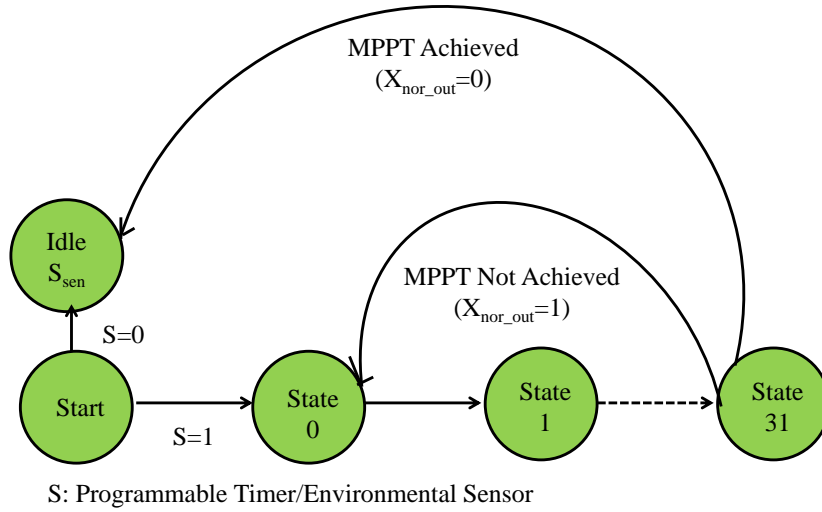 MPPT Achieved
(Xnor_out=0)
Idle
Ssen
MPPT Not Achieved
(Xnor_out=1)
S=0
Start
State
0
State
1
State
31
S=1
S: Programmable Timer/Environmental Sensor